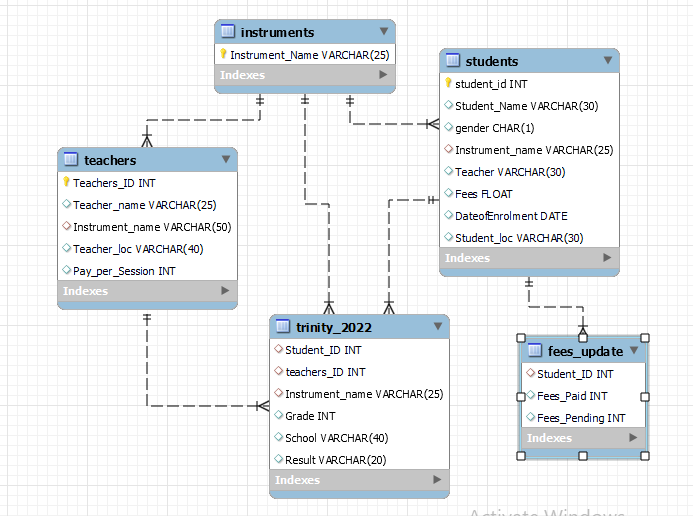 instruments
Instrument_Name VARCHAR(25)
Indexes
students
student_id INT
Student_Name VARCHAR(30)
gender CHAR(1)
Instrument_name VARCHAR(25)
Teacher VARCHAR(30)
Fees FLOAT
DateofEnrolment DATE
Student_loc VARCHAR(30)
Indexes
teachers
Teachers_ID INT
Teacher_name VARCHAR(25)
Instrument_name VARCHAR(50)
Teacher_loc VARCHAR(40)
Pay_per_Session INT
Indexes
trinity_2022
Student_ID INT
teachers_ID INT
Instrument_name VARCHAR(25)
Grade INT
School VARCHAR(40)
Result VARCHAR(20)
Indexes
fees_update
Student_ID INT
Fees_Paid INT
Fees_Pending INT
Indexes
Activate Windows